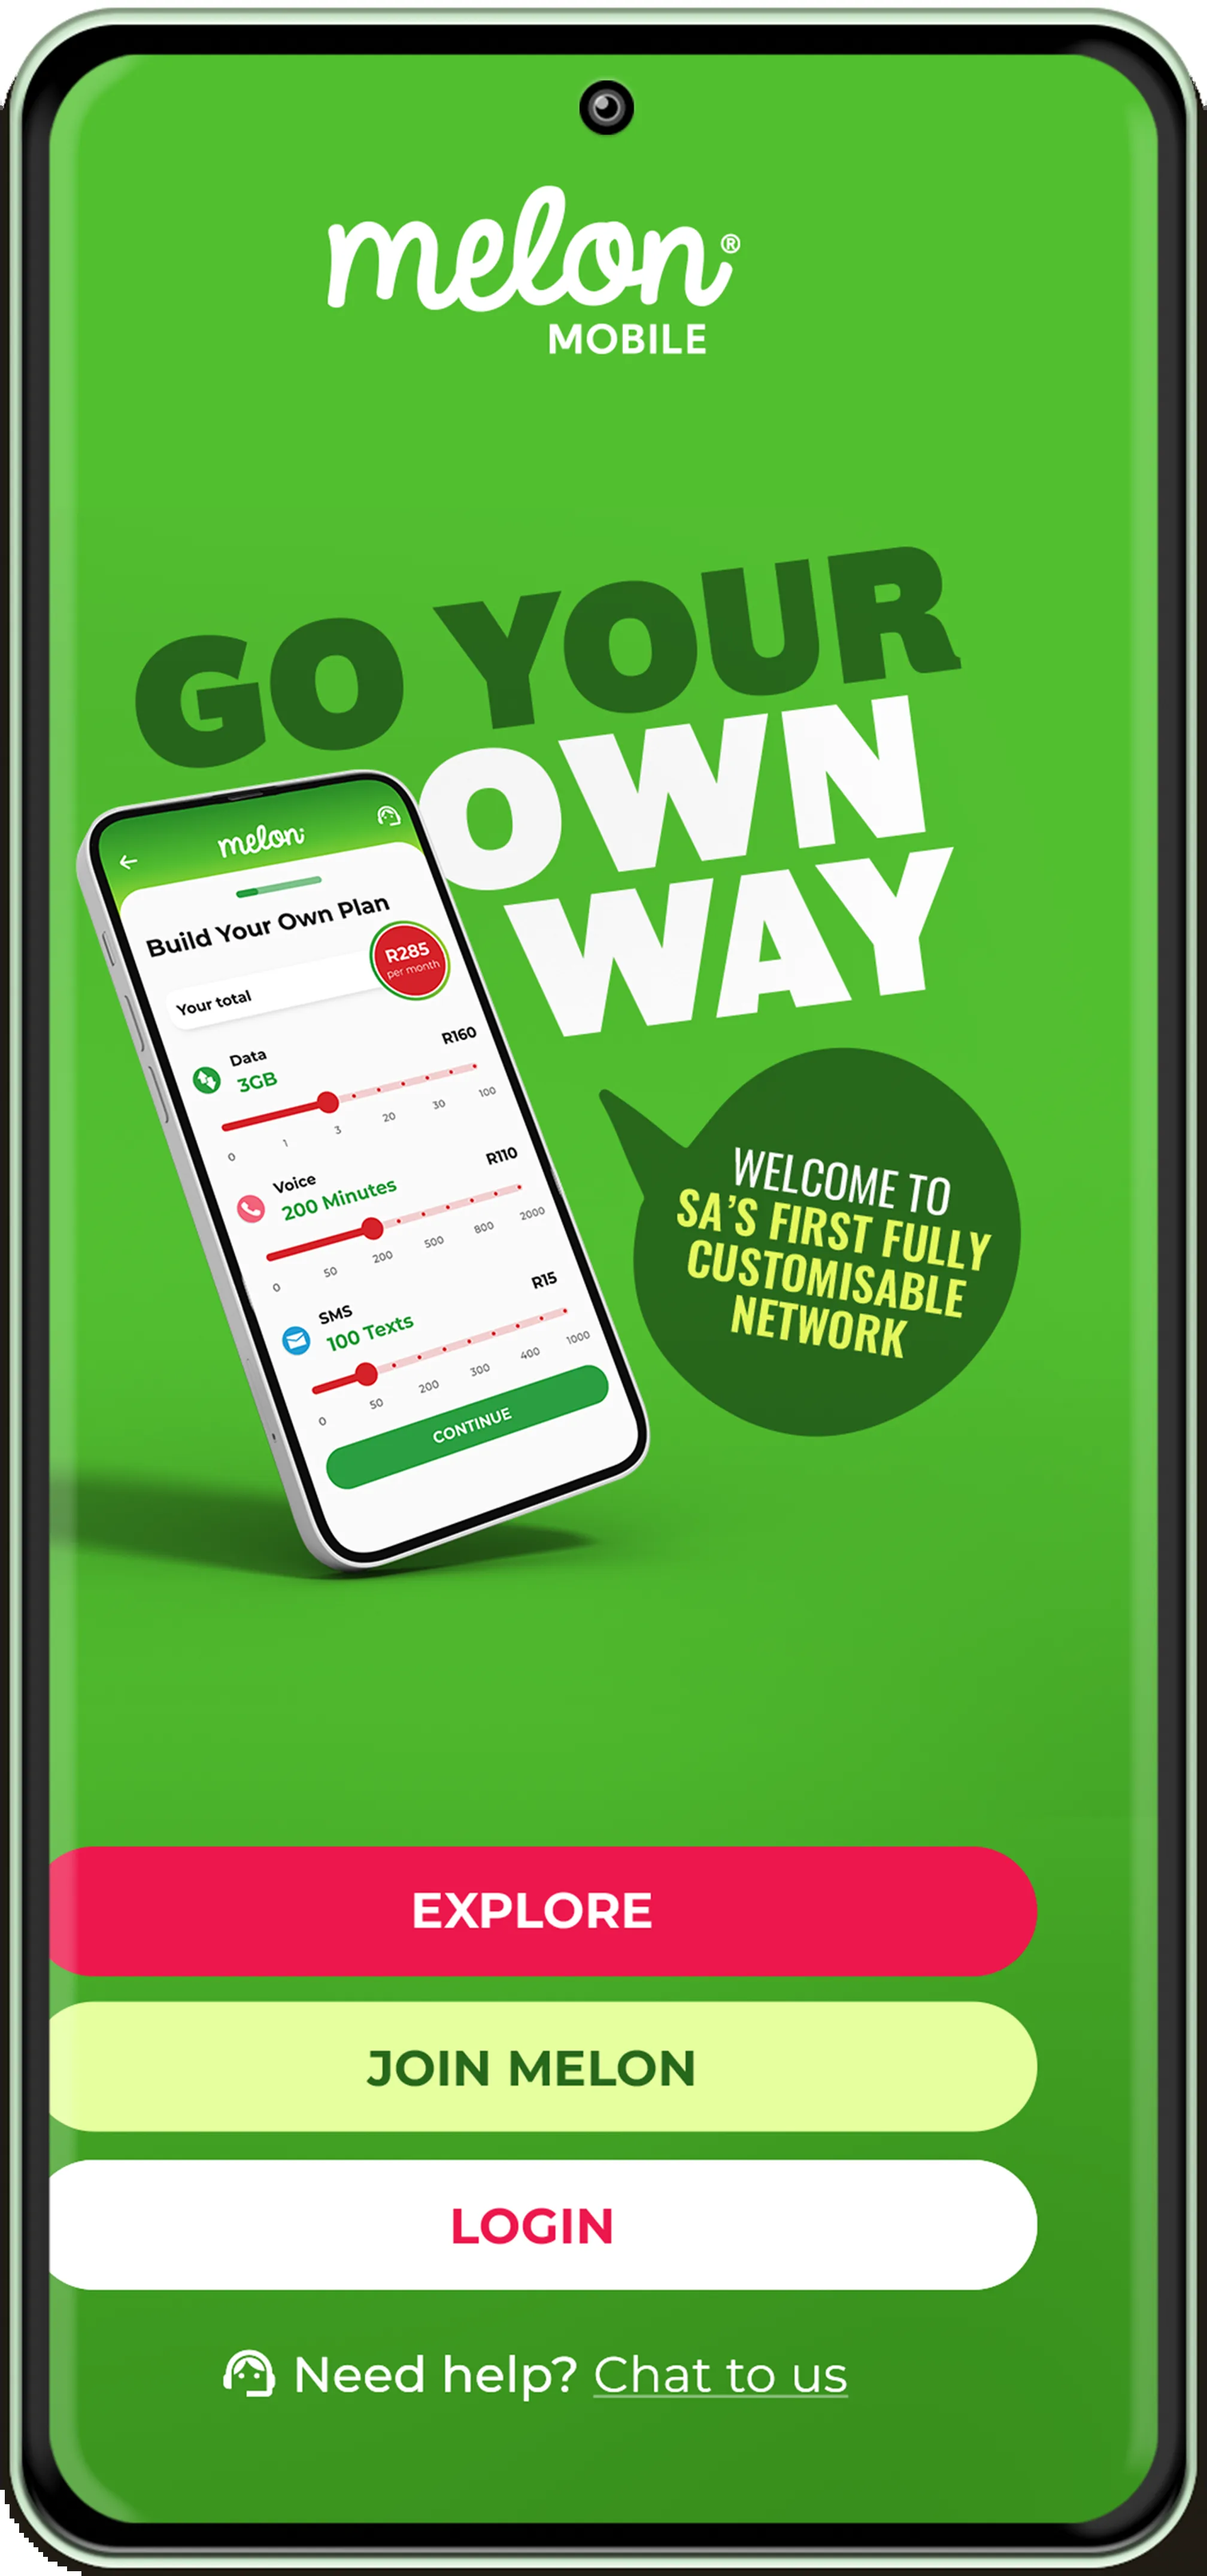 melon®
MOBILE
GO YOUR
OWN
WAY
melon
Build Your Own Plan
Your total
R285
per month
Data
3GB
R160
0 1 3 20 30 100
Voice
200 Minutes
R110
0 50 200 500 800 2000
SMS
100 Texts
R15
0 50 200 300 400 1000
CONTINUE
WELCOME TO
SA'S FIRST FULLY
CUSTOMISABLE
NETWORK
EXPLORE
JOIN MELON
LOGIN
Need help? Chat to us